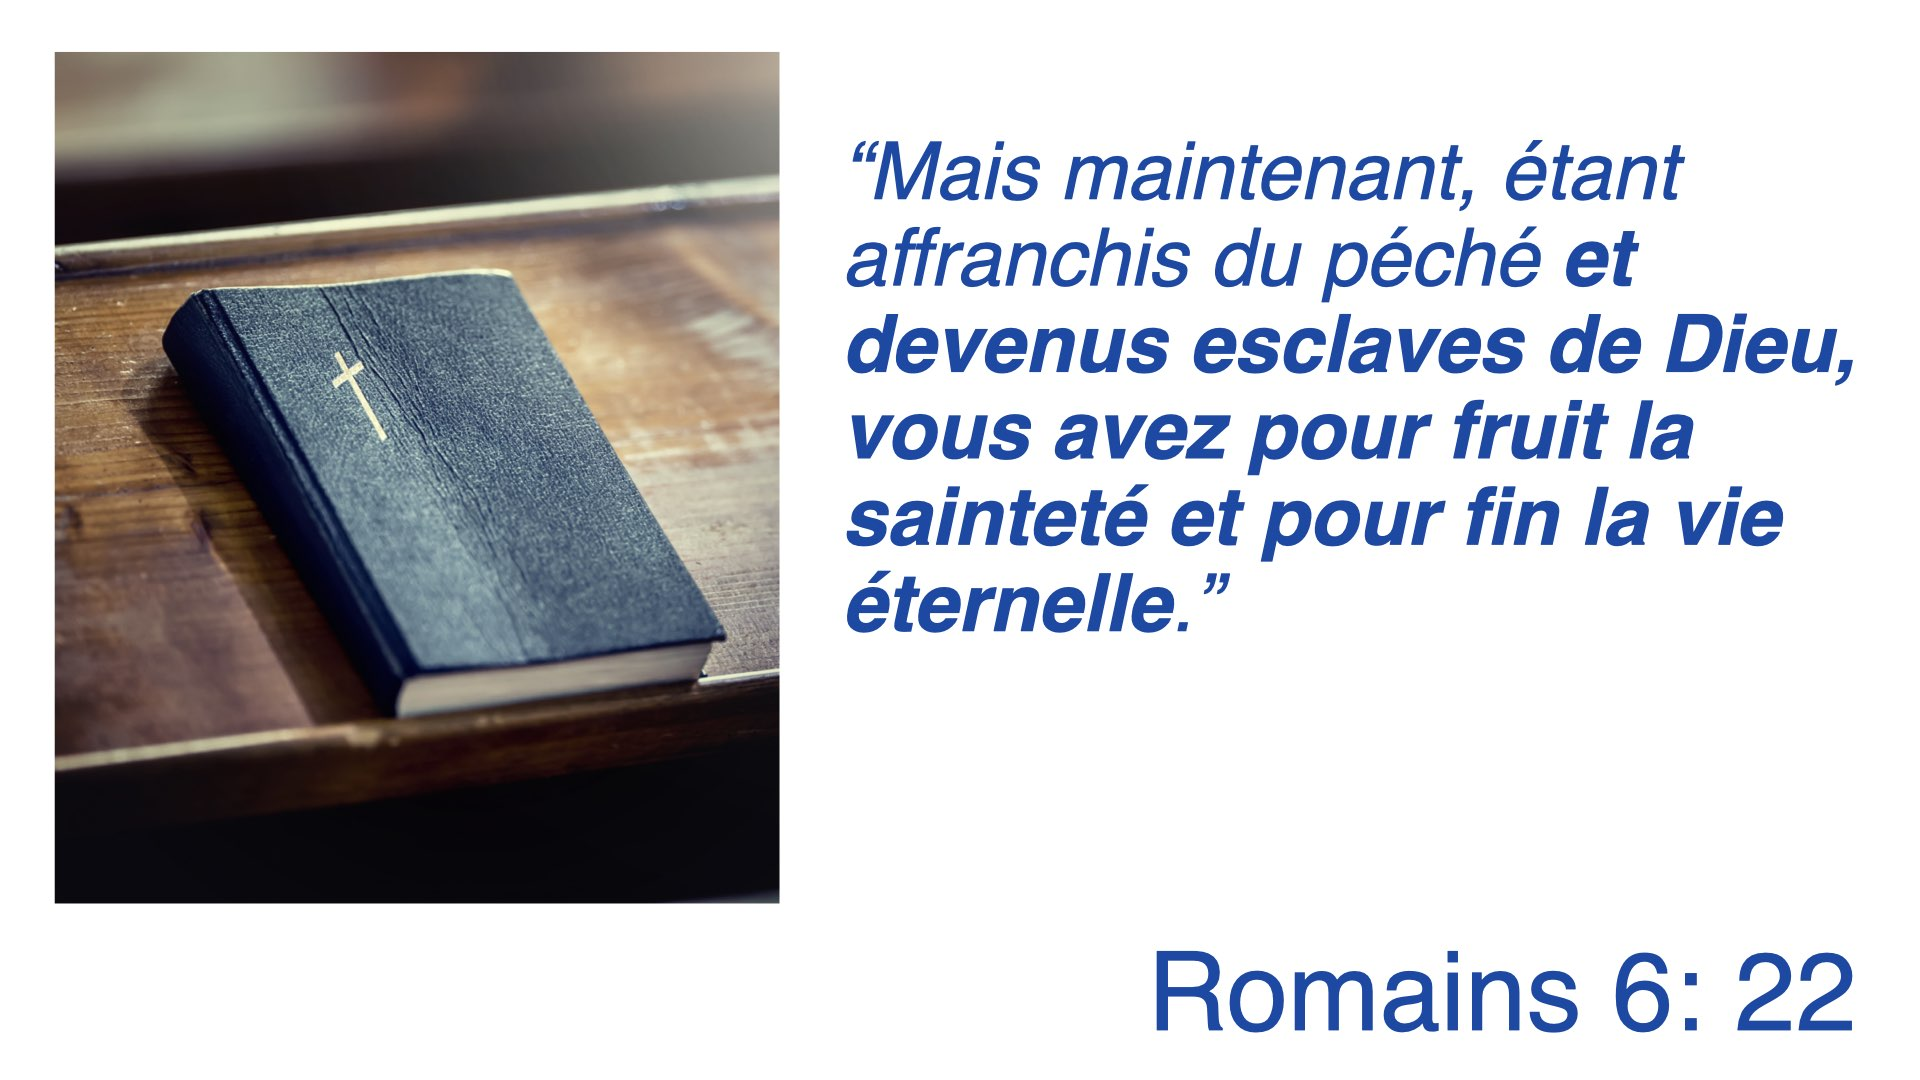 “Mais maintenant, étant
affranchis du péché et
devenus esclaves de Dieu,
vous avez pour fruit la
sainteté et pour fin la vie
éternelle.”
Romains 6: 22